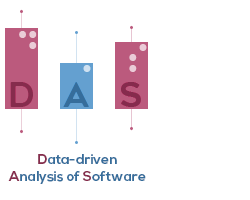 DAS
Data-driven
Analysis of Software